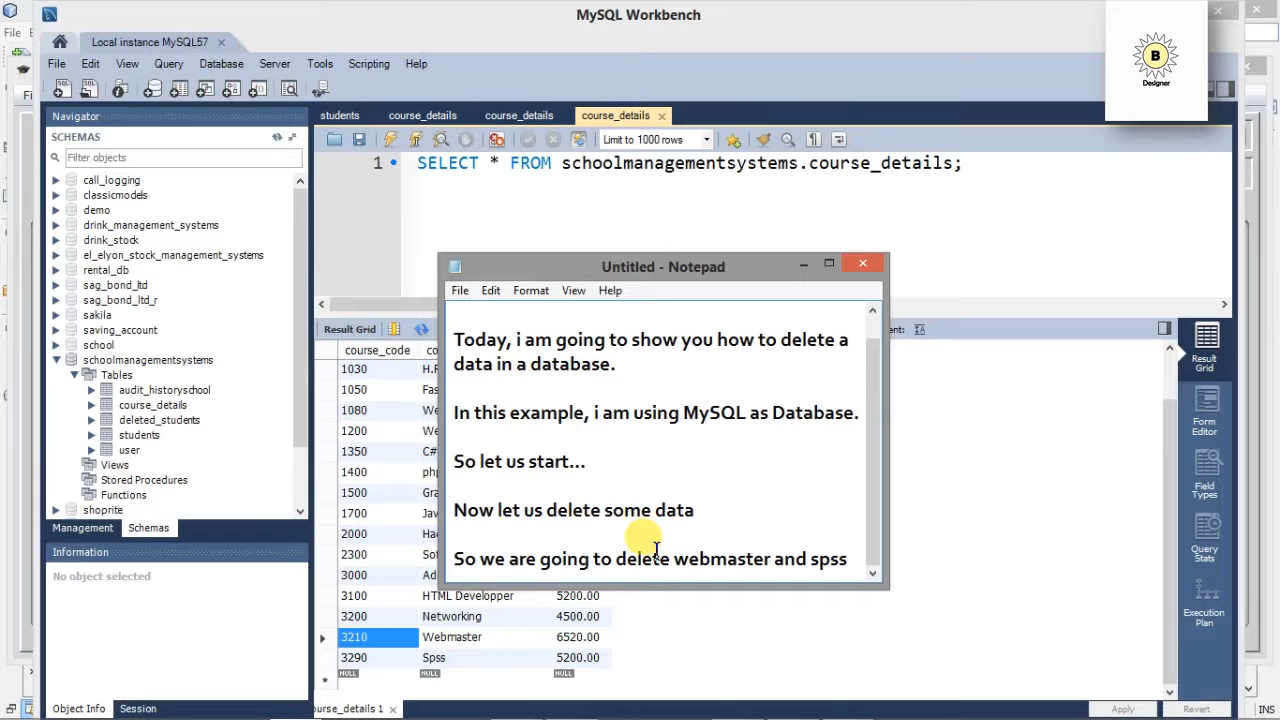 MySQL Workbench
Local instance MySQL57
File Edit View Query Database Server Tools Scripting Help
B
Designer
Navigator
students course_details course_details course_details
SCHEMAS
Limit to 1000 rows
Filter objects
1 SELECT * FROM schoolmanagementsystems.course_details;
call_logging
classicmodels
demo
drink_management_systems
drink_stock
el_elyon_stock_management_systems
rental_db
sag_bond_ltd
sag_bond_ltd_r
sakila
saving_account
school
schoolmanagementsystems
Tables
audit_historyschool
course_details
deleted_students
students
user
Views
Stored Procedures
Functions
shoprite
Management Schemas
Information
No object selected
Object Info Session
Untitled - Notepad
File Edit Format View Help
Today, i am going to show you how to delete a
data in a database.
In this example, i am using MySQL as Database.
So let us start...
Now let us delete some data
So we are going to delete webmaster and spss
Result Grid
course_code
1030
1050
1080
1200
1350 C#
1400
1500
1700
2000
2300
3000
3100 HTML Developper 5200.00
3200 Networking 4500.00
3210 Webmaster 6520.00
3290 Spss 5200.00
NULL NULL NULL
Result
Grid
Form
Editor
Field
Types
Query
Stats
Execution
Plan
Apply Revert
INS